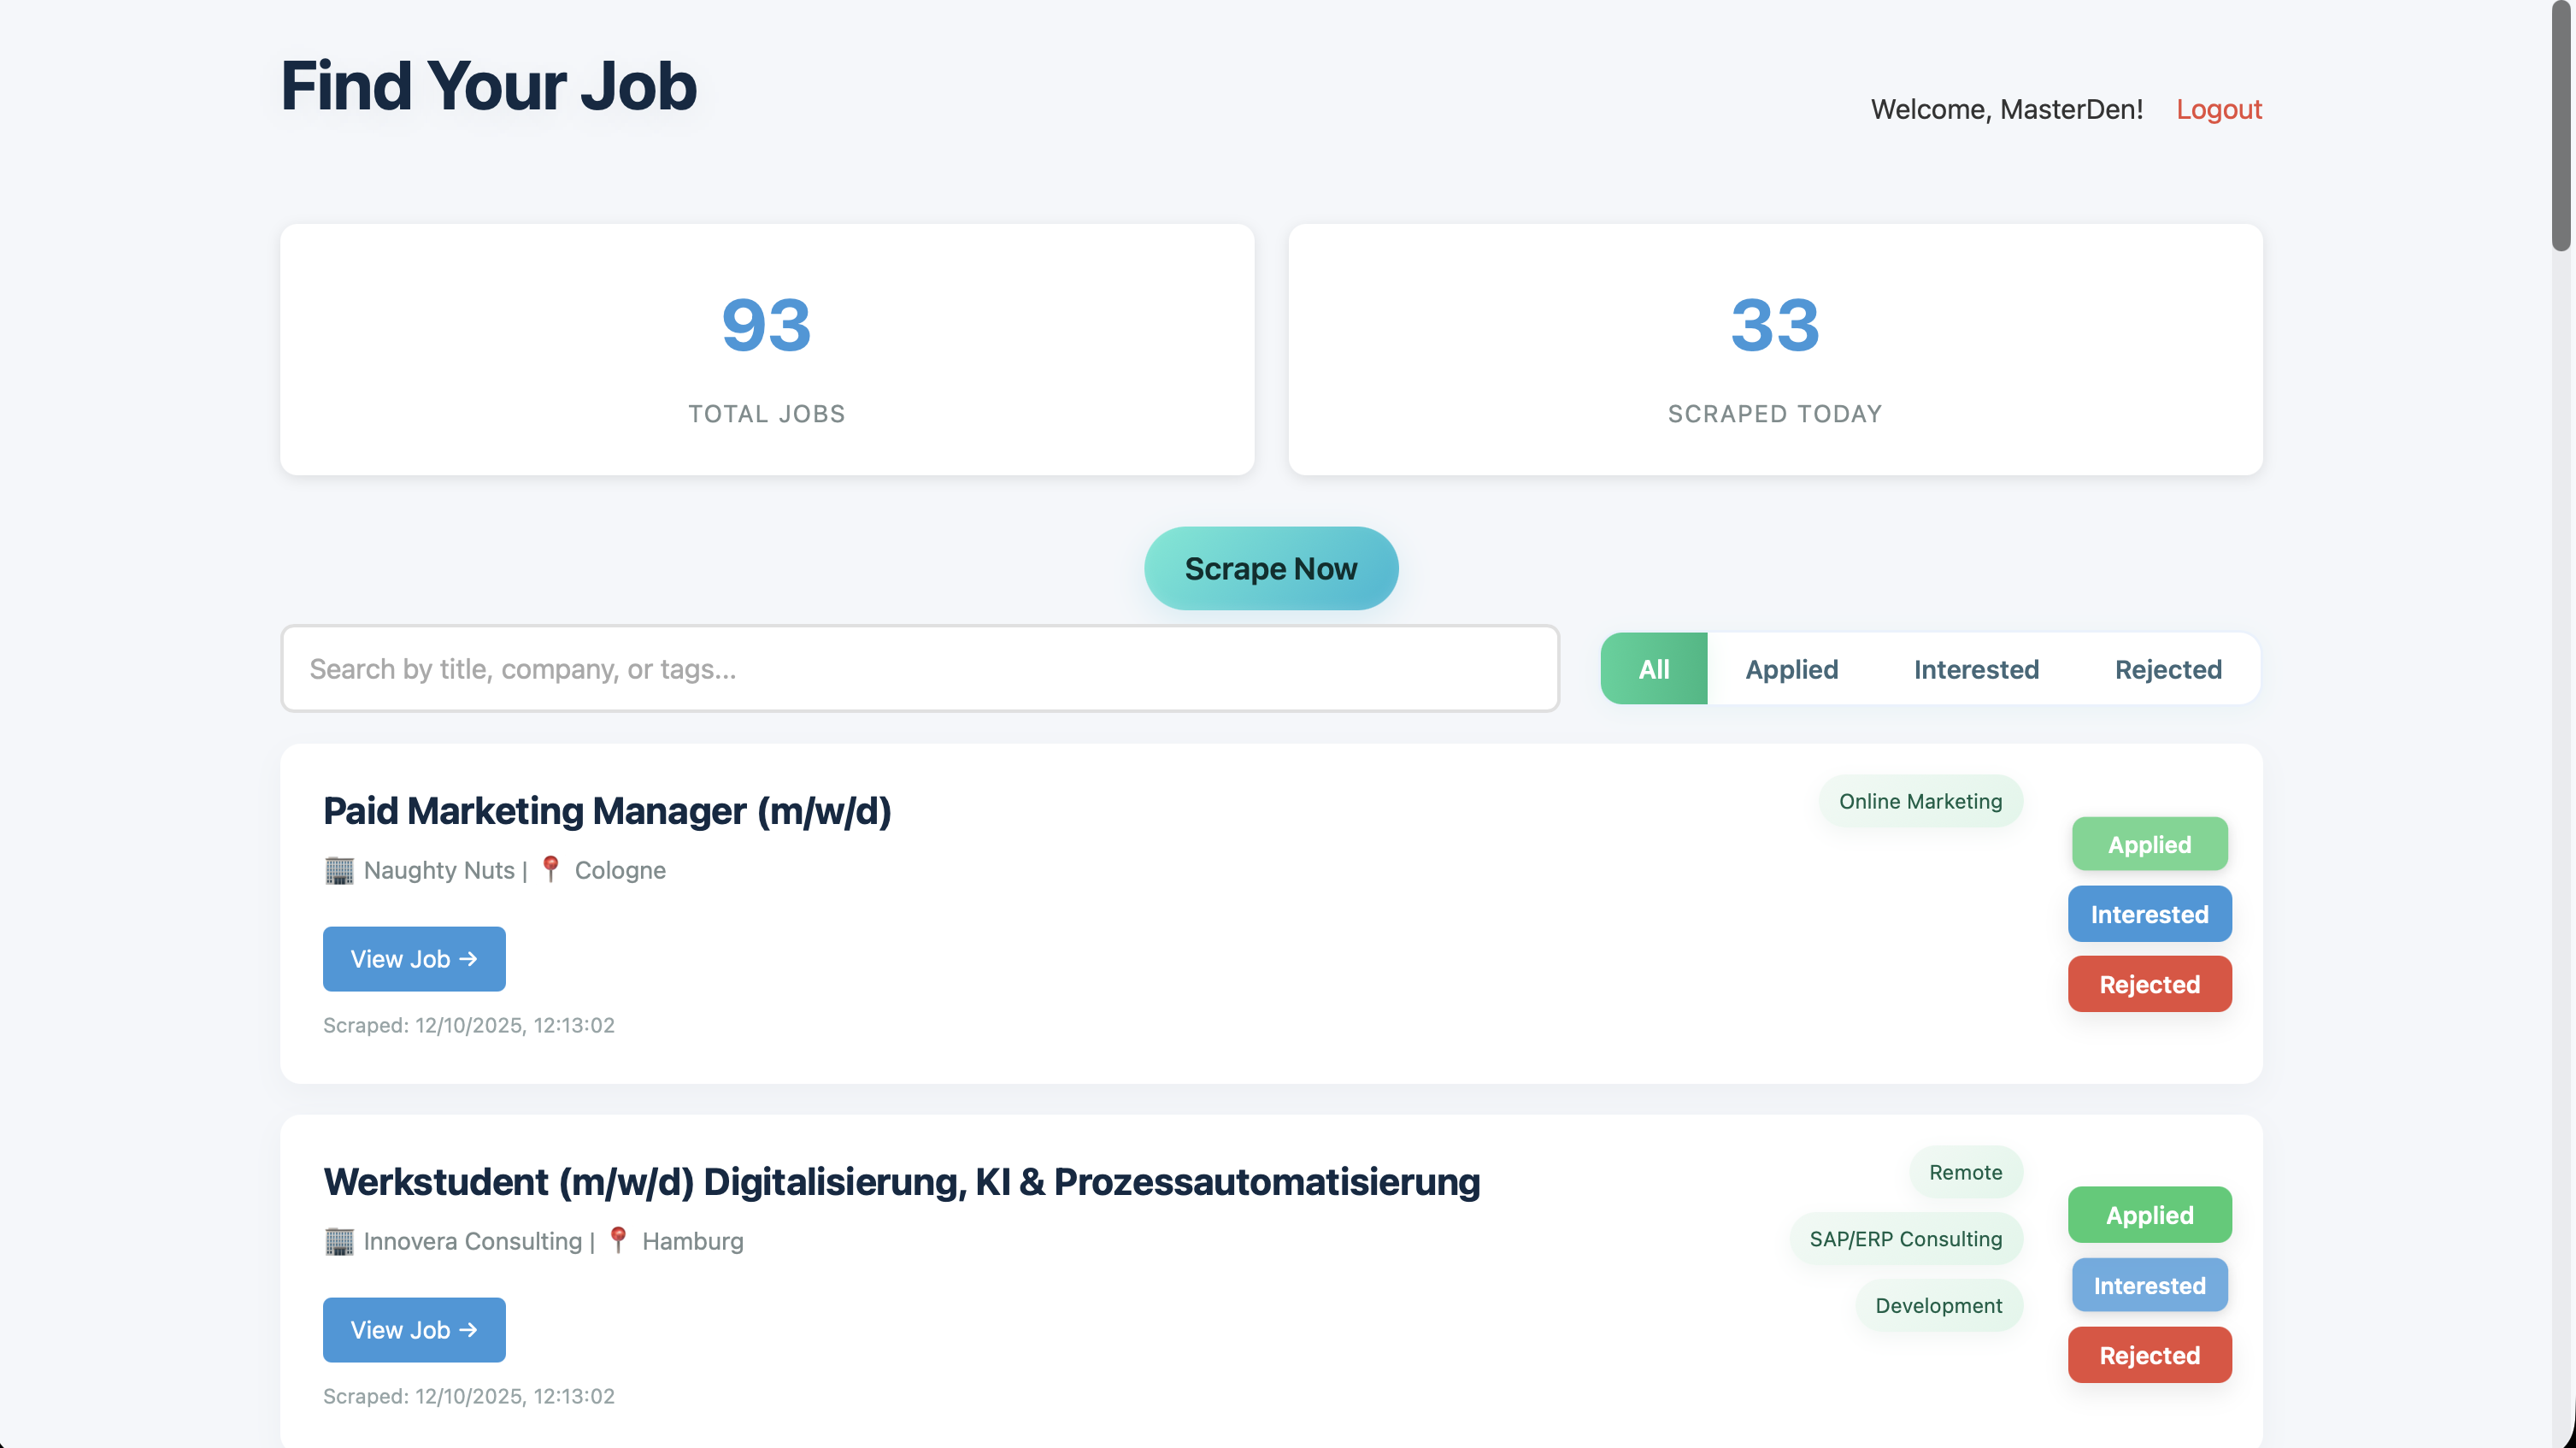 Find Your Job
Welcome, MasterDen! Logout
93
TOTAL JOBS
33
SCRAPED TODAY
Scrape Now
Search by title, company, or tags...
All Applied Interested Rejected
Paid Marketing Manager (m/w/d)
Naughty Nuts | Cologne
View Job →
Scraped: 12/10/2025, 12:13:02
Online Marketing
Applied
Interested
Rejected
Werkstudent (m/w/d) Digitalisierung, KI & Prozessautomatisierung
Innovera Consulting | Hamburg
View Job →
Scraped: 12/10/2025, 12:13:02
Remote
SAP/ERP Consulting
Development
Applied
Interested
Rejected